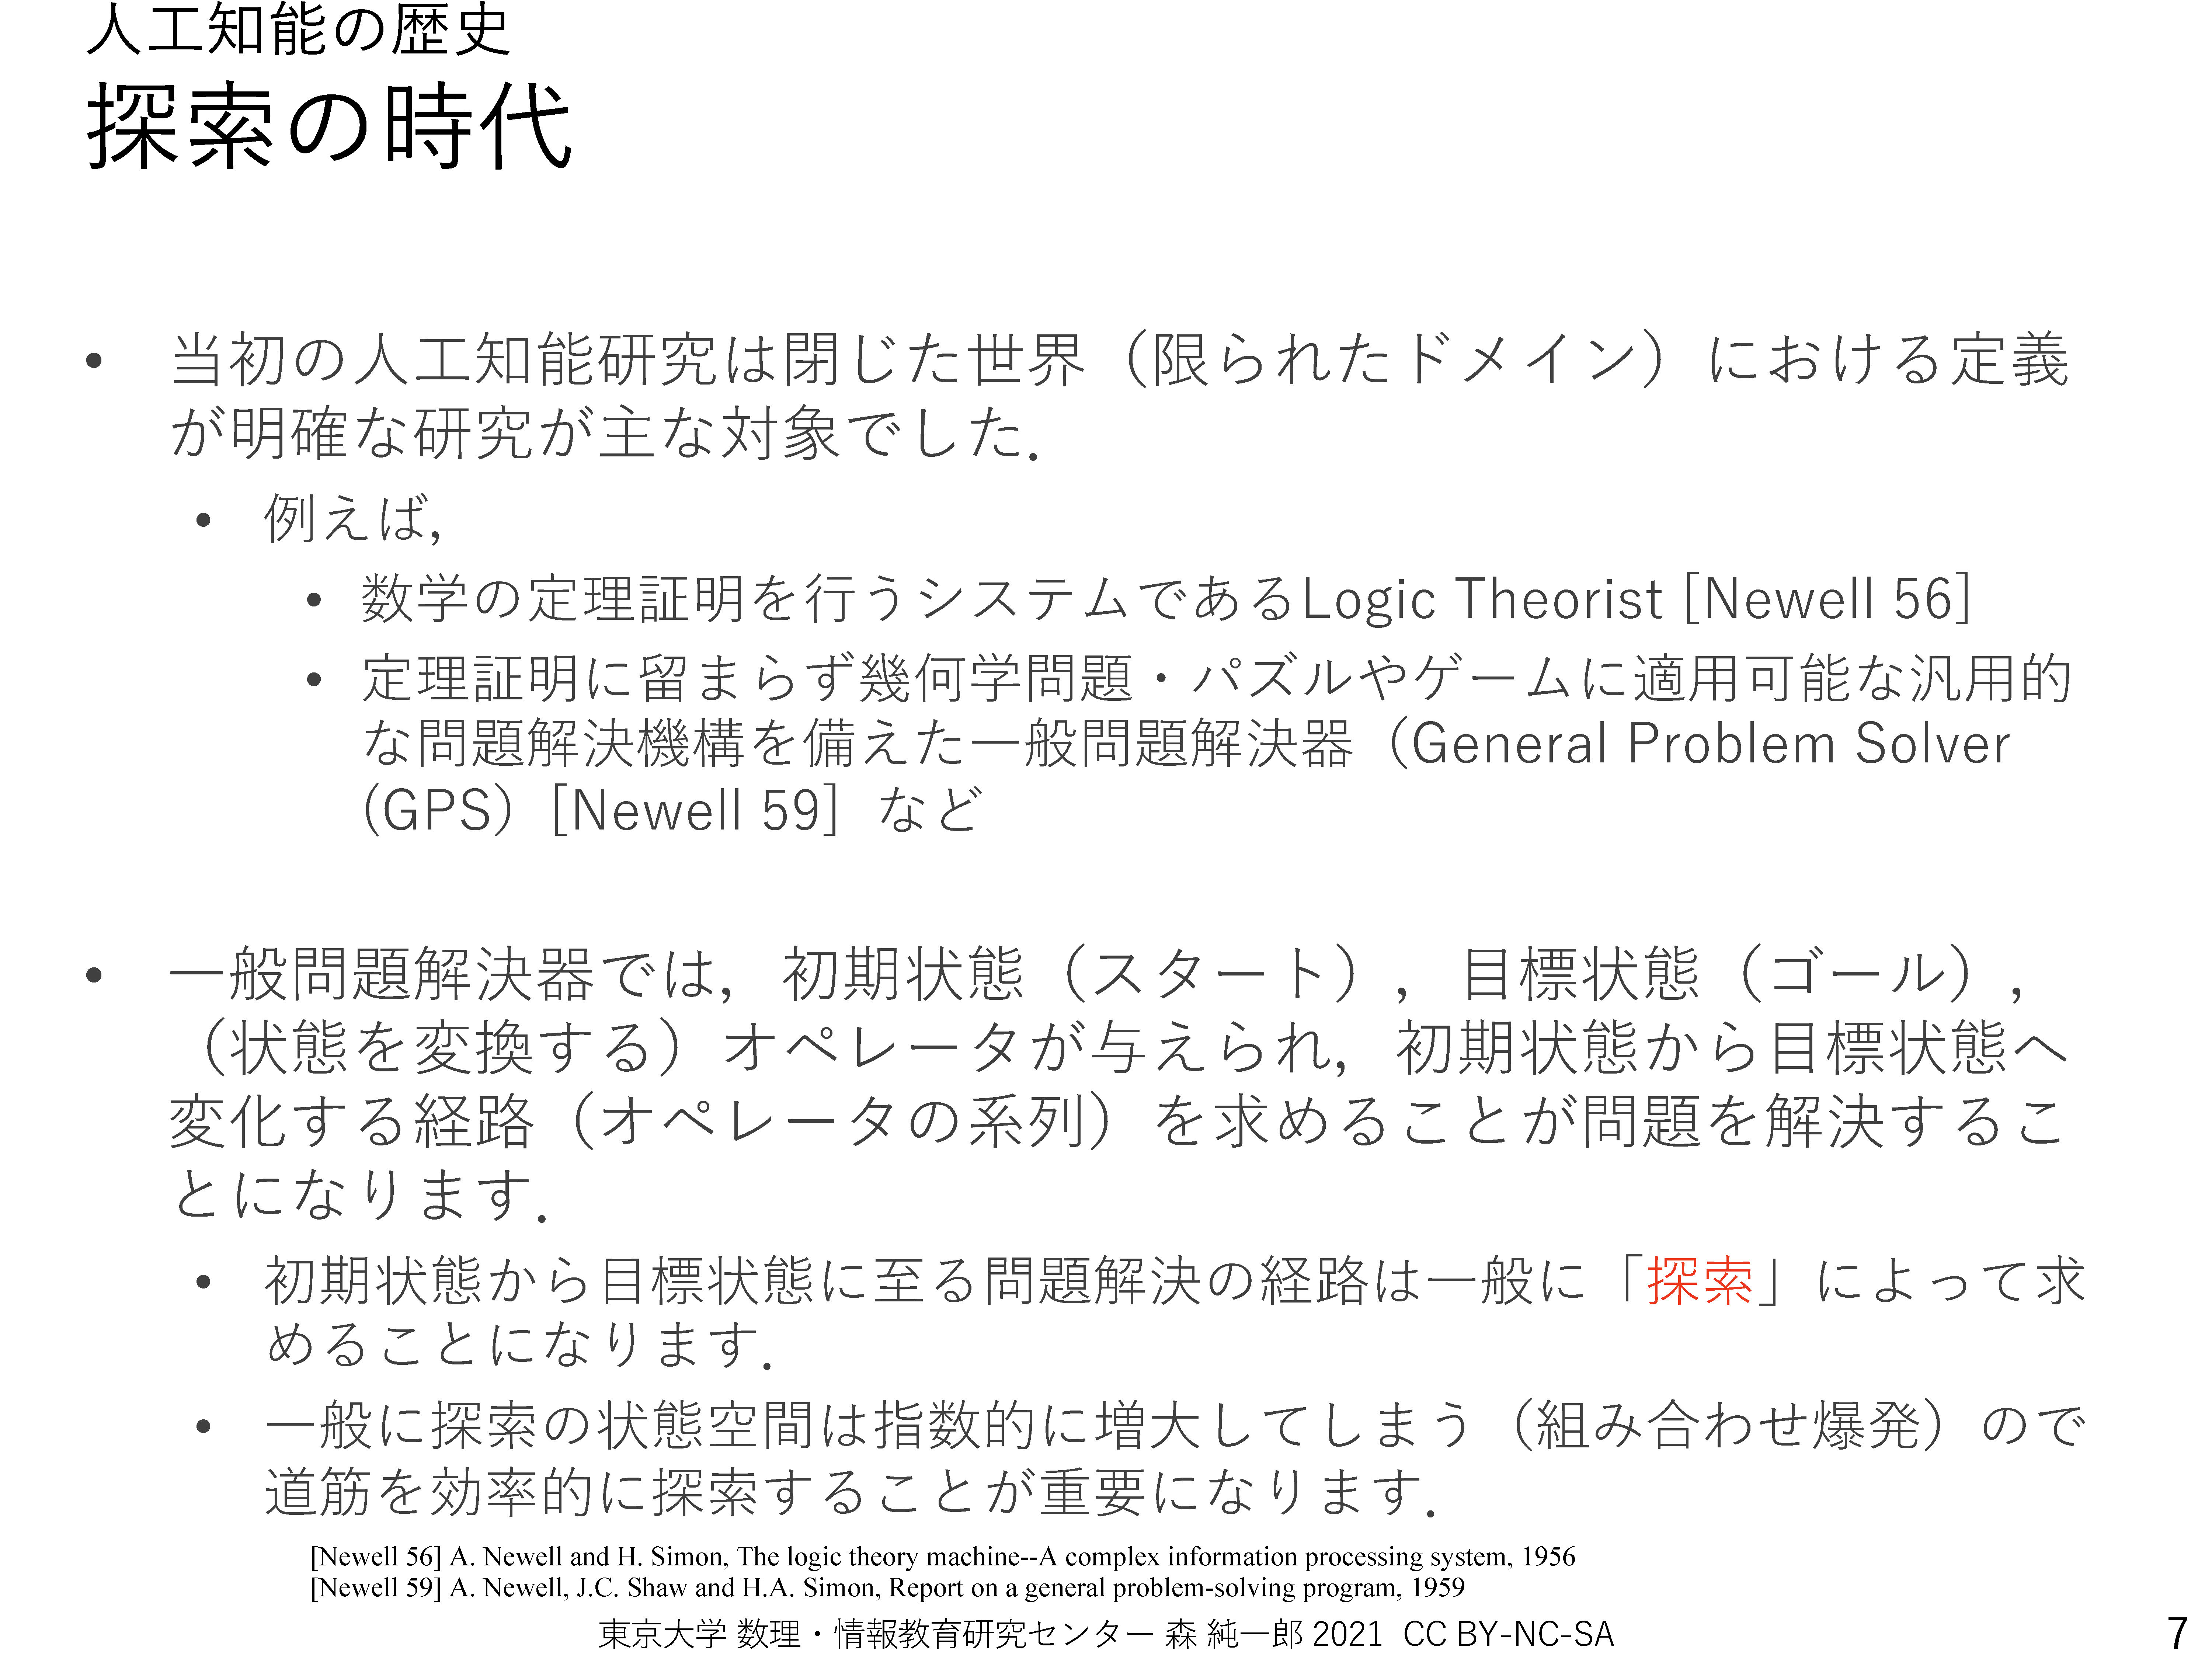 人工知能の歴史
探索の時代
• 当初の人工知能研究は閉じた世界（限られたドメイン）における定義
が明確な研究が主な対象でした．
• 例えば，
• 数学の定理証明を行うシステムであるLogic Theorist [Newell 56]
• 定理証明に留まらず幾何学問題・パズルやゲームに適用可能な汎用的
な問題解決機構を備えた一般問題解決器（General Problem Solver
(GPS）[Newell 59］など
• 一般問題解決器では，初期状態（スタート），目標状態（ゴール），
（状態を変換する）オペレータが与えられ，初期状態から目標状態へ
変化する経路（オペレータの系列）を求めることが問題を解決するこ
とになります．
• 初期状態から目標状態に至る問題解決の経路は一般に「探索」によって求
めることになります．
• 一般に探索の状態空間は指数的に増大してしまう（組み合わせ爆発）ので
道筋を効率的に探索することが重要になります．
[Newell 56] A. Newell and H. Simon, The logic theory machine--A complex information processing system, 1956
[Newell 59] A. Newell, J.C. Shaw and H.A. Simon, Report on a general problem-solving program, 1959
東京大学 数理・情報教育研究センター 森 純一郎 2021 CC BY-NC-SA
7